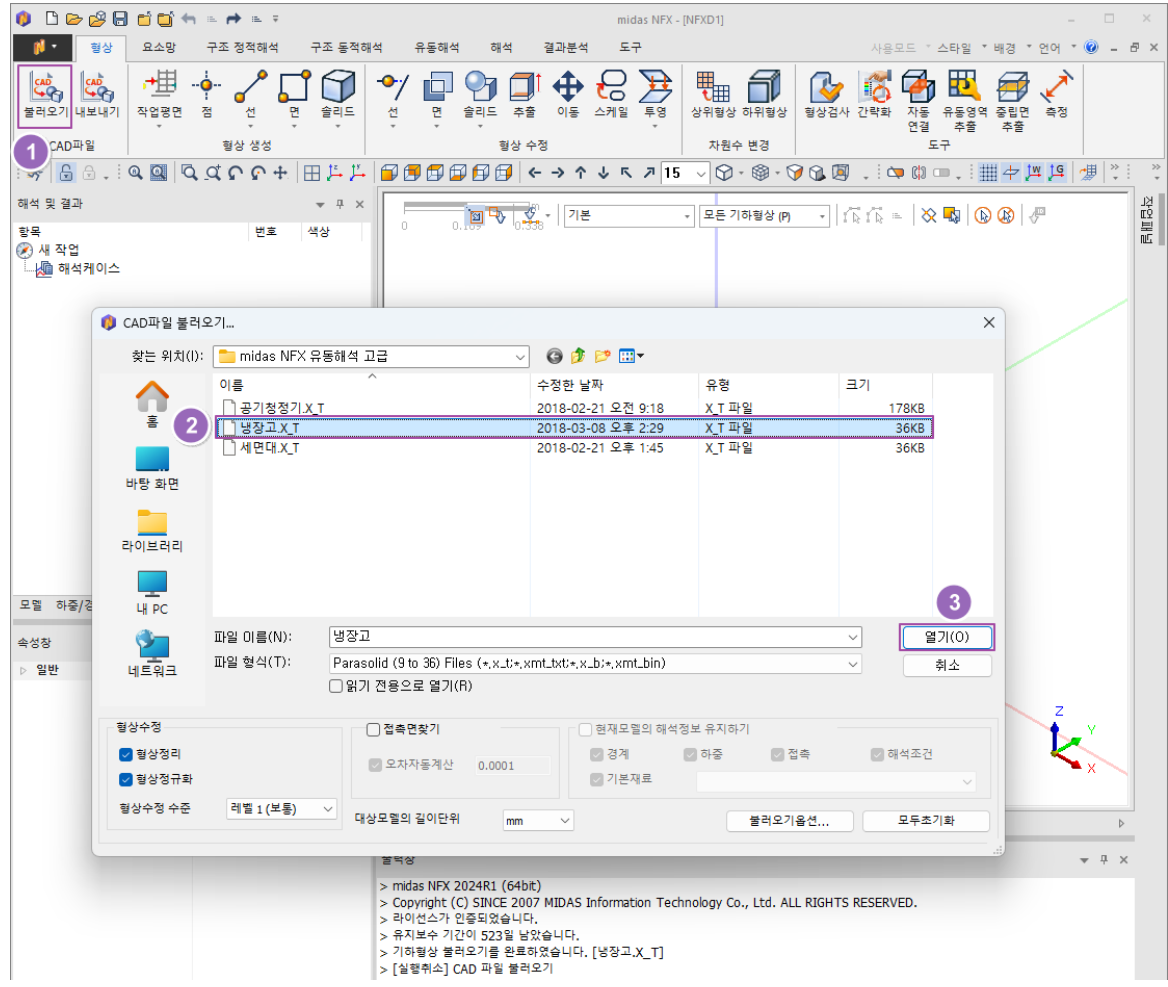 midas NFX - [NFXD1]
형상 요소망 구조 정적해석 구조 동적해석 유동해석 해석 결과분석 도구 사용모드 스타일 배경 언어
CAD CAD
불러오기 내보내기 작업평면 점 선 면 솔리드 선 면 솔리드 추출 이동 스케일 투영 상위형상 하위형상 형상검사 간략화 자동 연결 유동영역 추출 중립면 추출 측정
1
CAD파일 형상 생성 형상 수정 차원수 변경 도구
15
해석 및 결과
기본 모든 기하형상 (P)
0 0.169 0.338
항목 번호 색상
새 작업
해석케이스
작업패널
CAD파일 불러오기...
찾는 위치(I): midas NFX 유동해석 고급
이름 수정한 날짜 유형 크기
공기청정기.X_T 2018-02-21 오전 9:18 X_T 파일 178KB
2
냉장고.X_T 2018-03-08 오후 2:29 X_T 파일 36KB
세면대.X_T 2018-02-21 오후 1:45 X_T 파일 36KB
홈
바탕 화면
라이브러리
내 PC
네트워크
3
모델 하중/경
속성창
일반
파일 이름(N): 냉장고 열기(O)
파일 형식(T): Parasolid (9 to 36) Files (*.x_t;*.xmt_txt;*.x_b;*.xmt_bin) 취소
읽기 전용으로 열기(R)
형상수정 접촉면찾기 현재모델의 해석정보 유지하기
형상정리 오차자동계산 0.0001 경계 하중 접촉 해석조건
형상정규화 기본재료
형상수정 수준 레벨 1 (보통) 대상모델의 길이단위 mm 불러오기옵션... 모두초기화
Z
Y
X
> midas NFX 2024R1 (64bit)
> Copyright (C) SINCE 2007 MIDAS Information Technology Co., Ltd. ALL RIGHTS RESERVED.
> 라이선스가 인증되었습니다.
> 유지보수 기간이 523일 남았습니다.
> 기하형상 불러오기를 완료하였습니다. [냉장고.X_T]
> [실행취소] CAD 파일 불러오기